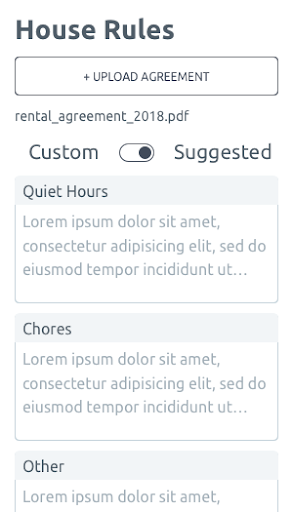 House Rules
+ UPLOAD AGREEMENT
rental_agreement_2018.pdf
Custom Suggested
Quiet Hours
Lorem ipsum dolor sit amet,
consectetur adipisicing elit, sed do
eiusmod tempor incididunt ut…
Chores
Lorem ipsum dolor sit amet,
consectetur adipisicing elit, sed do
eiusmod tempor incididunt ut…
Other
Lorem ipsum dolor sit amet,